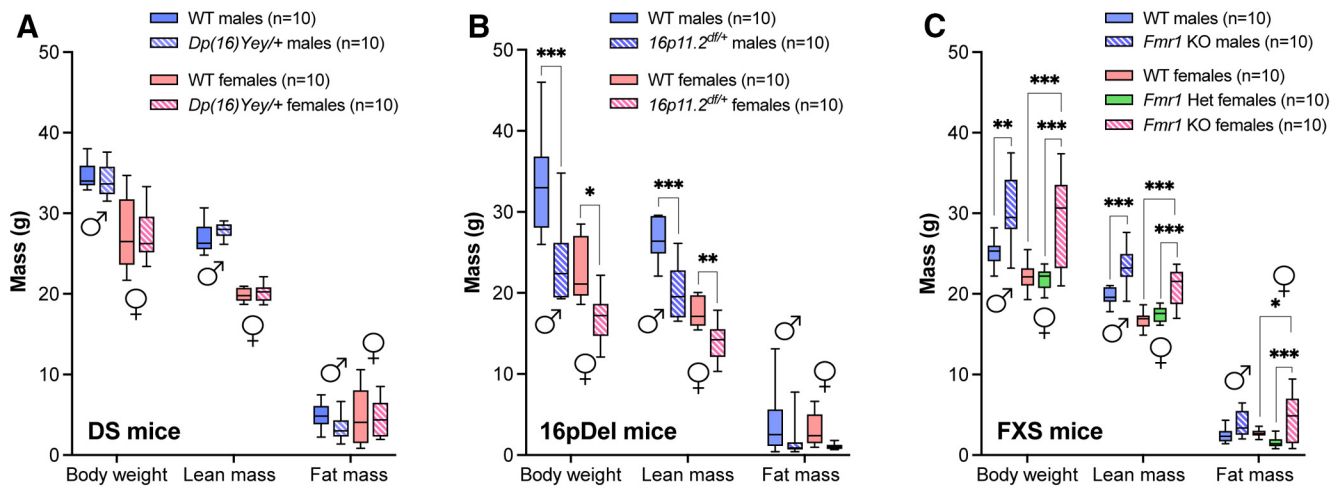 A
WT males (n=10)
Dp(16)Yey/+ males (n=10)
WT females (n=10)
Dp(16)Yey/+ females (n=10)
Mass (g)
50
40
30
20
10
0
♂
♀
♂
♀
♂
♀
DS mice
Body weight
Lean mass
Fat mass
B
WT males (n=10)
16p11.2df/+ males (n=10)
WT females (n=10)
16p11.2df/+ females (n=10)
Mass (g)
50
40
30
20
10
0
***
*
***
**
♂
♀
♂
♀
♂
♀
16pDel mice
Body weight
Lean mass
Fat mass
C
WT males (n=10)
Fmr1 KO males (n=10)
WT females (n=10)
Fmr1 Het females (n=10)
Fmr1 KO females (n=10)
Mass (g)
50
40
30
20
10
0
**
***
***
***
***
***
*
***
♂
♀
♂
♀
♂
♀
FXS mice
Body weight
Lean mass
Fat mass